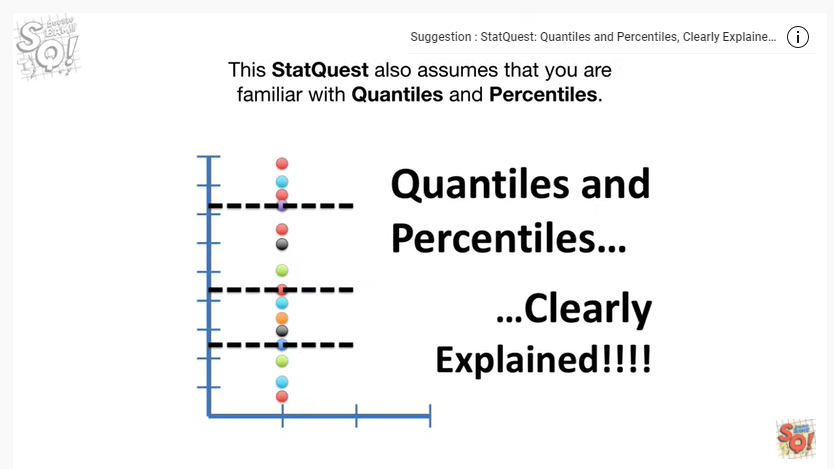 Suggestion : StatQuest: Quantiles and Percentiles, Clearly Explaine...
This StatQuest also assumes that you are
familiar with Quantiles and Percentiles.
Quantiles and
Percentiles...
...Clearly
Explained!!!!
SQ!